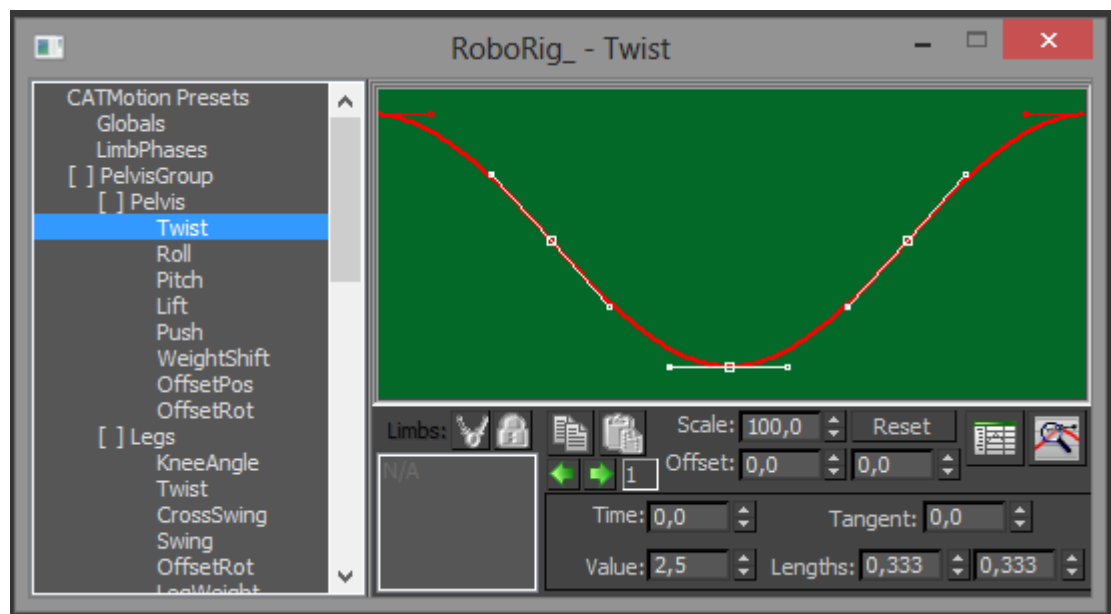 RoboRig_ - Twist
CATMotion Presets
Globals
LimbPhases
[ ] PelvisGroup
[ ] Pelvis
Twist
Roll
Pitch
Lift
Push
WeightShift
OffsetPos
OffsetRot
[ ] Legs
KneeAngle
Twist
CrossSwing
Swing
OffsetRot
LegWeight
Limbs:
N/A
Scale: 100,0 Reset
1 Offset: 0,0 0,0
Time: 0,0 Tangent: 0,0
Value: 2,5 Lengths: 0,333 0,333